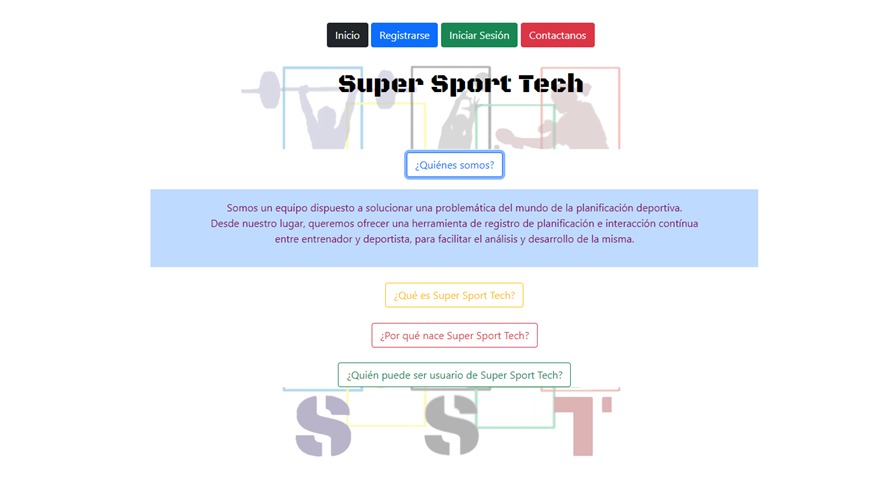 Inicio Registrarse Iniciar Sesión Contactanos
Super Sport Tech
¿Quiénes somos?
Somos un equipo dispuesto a solucionar una problemática del mundo de la planificación deportiva.
Desde nuestro lugar, queremos ofrecer una herramienta de registro de planificación e interacción contínua
entre entrenador y deportista, para facilitar el análisis y desarrollo de la misma.
¿Qué es Super Sport Tech?
¿Por qué nace Super Sport Tech?
¿Quién puede ser usuario de Super Sport Tech?
S S T